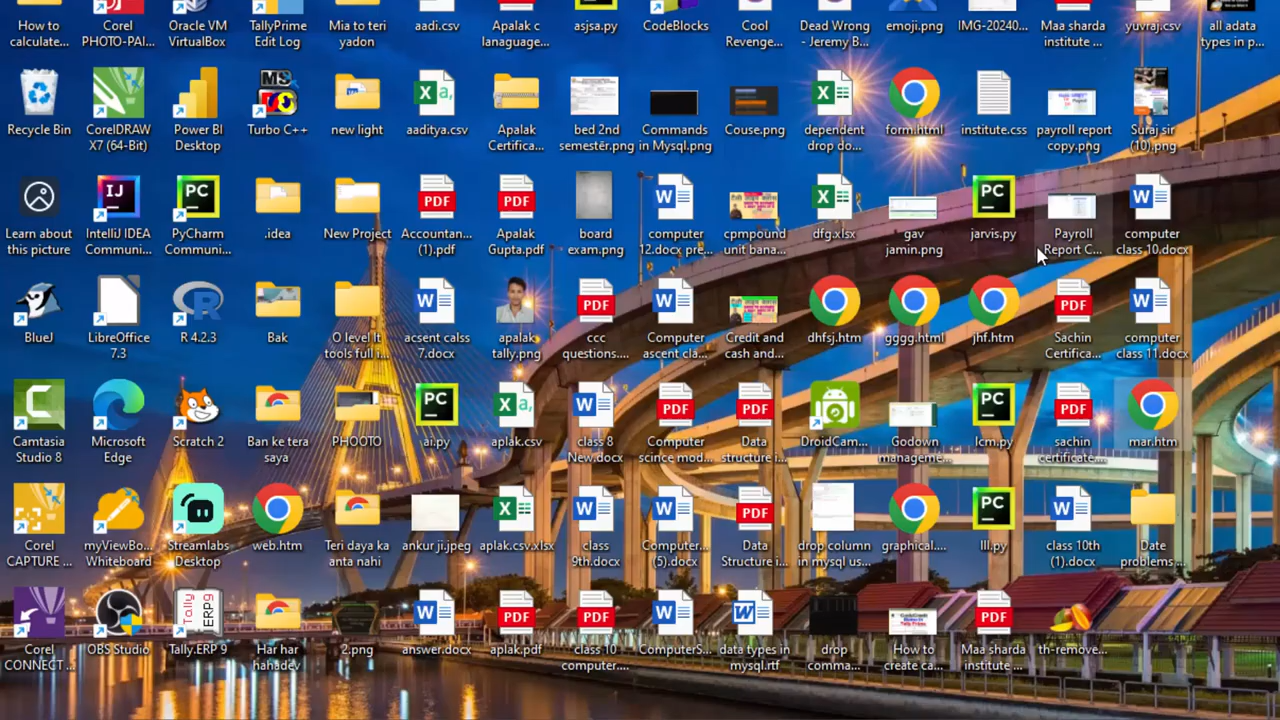 How to
calculate...
Corel
PHOTO-PAI...
Oracle VM
VirtualBox
TallyPrime
Edit Log
Mia to teri
yadon
aadi.csv
Apalak c
lanaguage...
asjsa.py
CodeBlocks
Cool
Revenge...
Dead Wrong
- Jeremy B...
emoji.png
IMG-20240...
Maa sharda
institute ...
yuvraj.csv
all adata
types in p...
Recycle Bin
CorelDRAW
X7 (64-Bit)
Power BI
Desktop
Turbo C++
new light
aaditya.csv
Apalak
Certifica...
bed 2nd
semester.png
Commands
in Mysql.png
Couse.png
dependent
drop do...
form.html
institute.css
payroll report
copy.png
Suraj sir
(10).png
Learn about
this picture
IntelliJ IDEA
Communi...
PyCharm
Communi...
.idea
New Project
Accountan...
(1).pdf
Apalak
Gupta.pdf
board
exam.png
computer
12.docx pre...
cpmpound
unit bana...
dfg.xlsx
gav
jamin.png
jarvis.py
Payroll
Report C...
computer
class 10.docx
BlueJ
LibreOffice
7.3
R 4.2.3
Bak
O level It
tools full i...
acsent calss
7.docx
apalak
tally.png
ccc
questions....
Computer
ascent cla...
Credit and
cash and...
dhfsj.htm
gggg.html
jhf.htm
Sachin
Certifica...
computer
class 11.docx
Camtasia
Studio 8
Microsoft
Edge
Scratch 2
Ban ke tera
saya
PHOOTO
ai.py
aplak.csv
class 8
New.docx
Computer
scince mod...
Data
structure i...
DroidCam...
Godown
manageme...
lcm.py
sachin
certificate....
mar.htm
Corel
CAPTURE ...
myViewBo...
Whiteboard
Streamlabs
Desktop
web.htm
Teri daya ka
anta nahi
ankur ji.jpeg
aplak.csv.xlsx
class
9th.docx
Computer...
(5).docx
Data
Structure i...
drop column
in mysql us...
graphical....
lll.py
class 10th
(1).docx
Date
problems ...
Corel
CONNECT ...
OBS Studio
Tally.ERP 9
Har har
hahadev
2.png
answer.docx
aplak.pdf
class 10
computer....
ComputerS...
data types in
mysql.rtf
drop
comma...
How to
create ca...
Maa sharda
institute ...
th-remove...